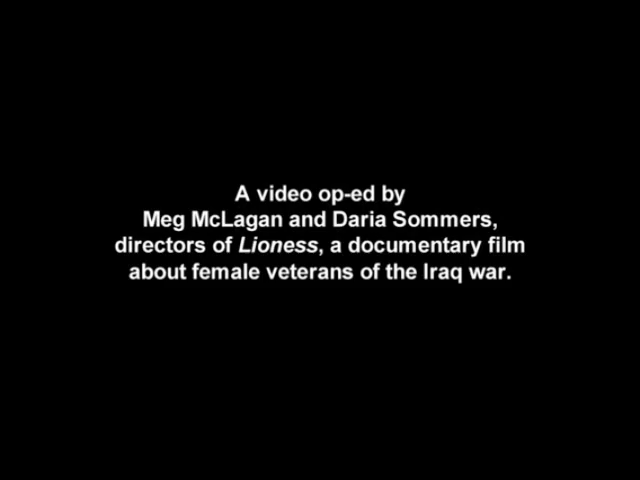 A video op-ed by
Meg McLagan and Daria Sommers,
directors of Lioness, a documentary film
about female veterans of the Iraq war.